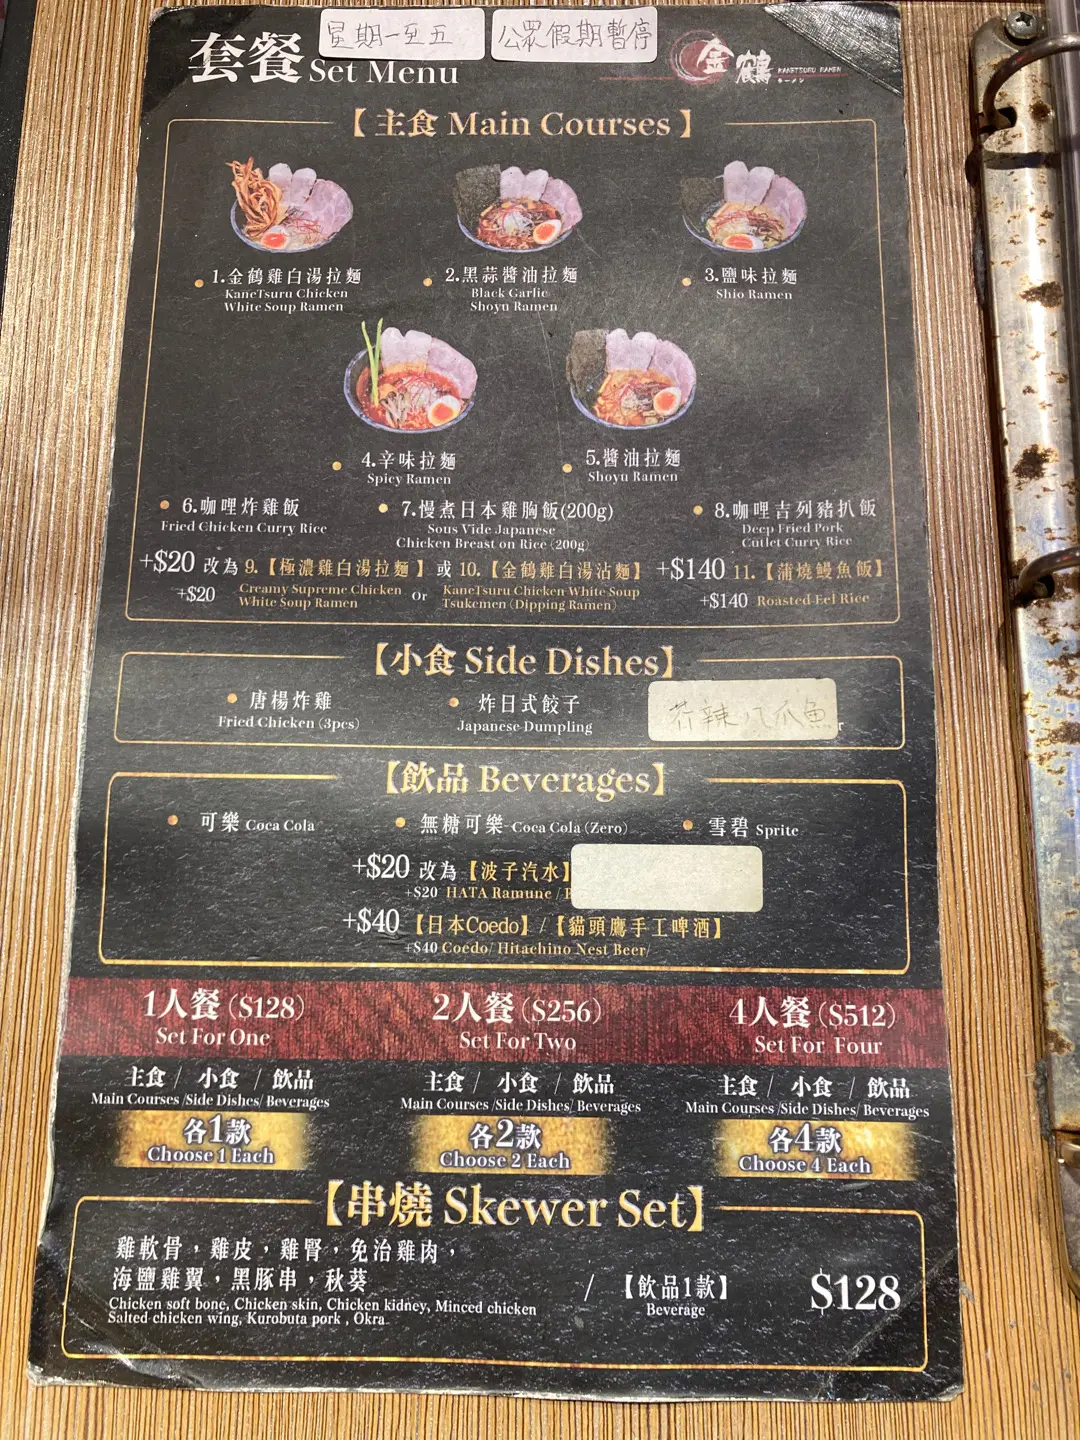 星期一至五
公眾假期暫停
套餐 Set Menu
金鶴
KANETSURU RAMEN
ラーメン
【主食 Main Courses】
1.金鶴雞白湯拉麵
KaneTsuru Chicken
White Soup Ramen
2.黑蒜醬油拉麵
Black Garlic
Shoyu Ramen
3.鹽味拉麵
Shio Ramen
4.辛味拉麵
Spicy Ramen
5.醬油拉麵
Shoyu Ramen
6.咖哩炸雞飯
Fried Chicken Curry Rice
7.慢煮日本雞胸飯(200g)
Sous Vide Japanese
Chicken Breast on Rice (200g)
8.咖哩吉列豬扒飯
Deep Fried Pork
Cutlet Curry Rice
+$20 改為 9.【極濃雞白湯拉麵】 或 10.【金鶴雞白湯沾麵】 +$140 11.【蒲燒鰻魚飯】
+$20 Creamy Supreme Chicken White Soup Ramen or KaneTsuru Chicken White Soup Tsukemen (Dipping Ramen) +$140 Roasted Eel Rice
【小食 Side Dishes】
唐楊炸雞
Fried Chicken (3pcs)
炸日式餃子
Japanese Dumpling
芥辣八爪魚
【飲品 Beverages】
可樂 Coca Cola
無糖可樂 Coca Cola (Zero)
雪碧 Sprite
+$20 改為【波子汽水】
+$20 HATA Ramune /
+$40【日本Coedo】/【貓頭鷹手工啤酒】
+$40 Coedo/ Hitachino Nest Beer/
1人餐 ($128)
Set For One
2人餐 ($256)
Set For Two
4人餐 ($512)
Set For Four
主食 / 小食 / 飲品
Main Courses /Side Dishes/ Beverages
各1款
Choose 1 Each
主食 / 小食 / 飲品
Main Courses /Side Dishes/ Beverages
各2款
Choose 2 Each
主食 / 小食 / 飲品
Main Courses /Side Dishes/ Beverages
各4款
Choose 4 Each
【串燒 Skewer Set】
雞軟骨，雞皮，雞腎，免治雞肉，
海鹽雞翼，黑豚串，秋葵
Chicken soft bone, Chicken skin, Chicken kidney, Minced chicken
Salted chicken wing, Kurobuta pork , Okra
/ 【飲品1款】
Beverage
$128